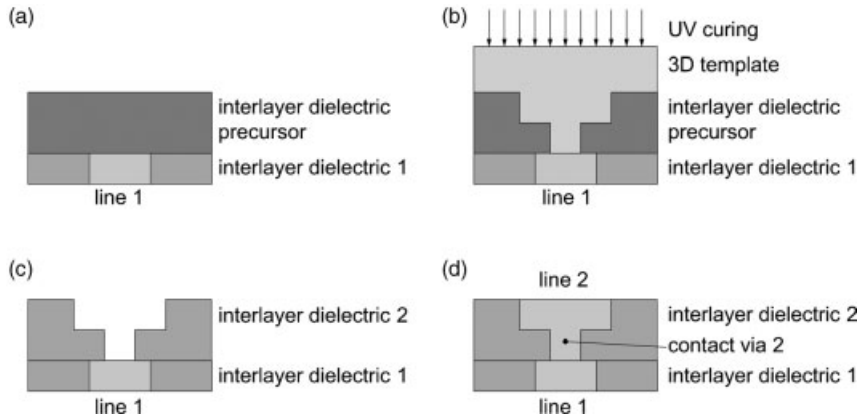 (a)
interlayer dielectric
precursor
interlayer dielectric 1
line 1
(b)
UV curing
3D template
interlayer dielectric
precursor
interlayer dielectric 1
line 1
(c)
interlayer dielectric 2
interlayer dielectric 1
line 1
(d)
line 2
interlayer dielectric 2
contact via 2
interlayer dielectric 1
line 1